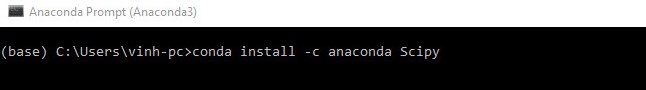 Anaconda Prompt (Anaconda3)
(base) C:\Users\vinh-pc>conda install -c anaconda Scipy